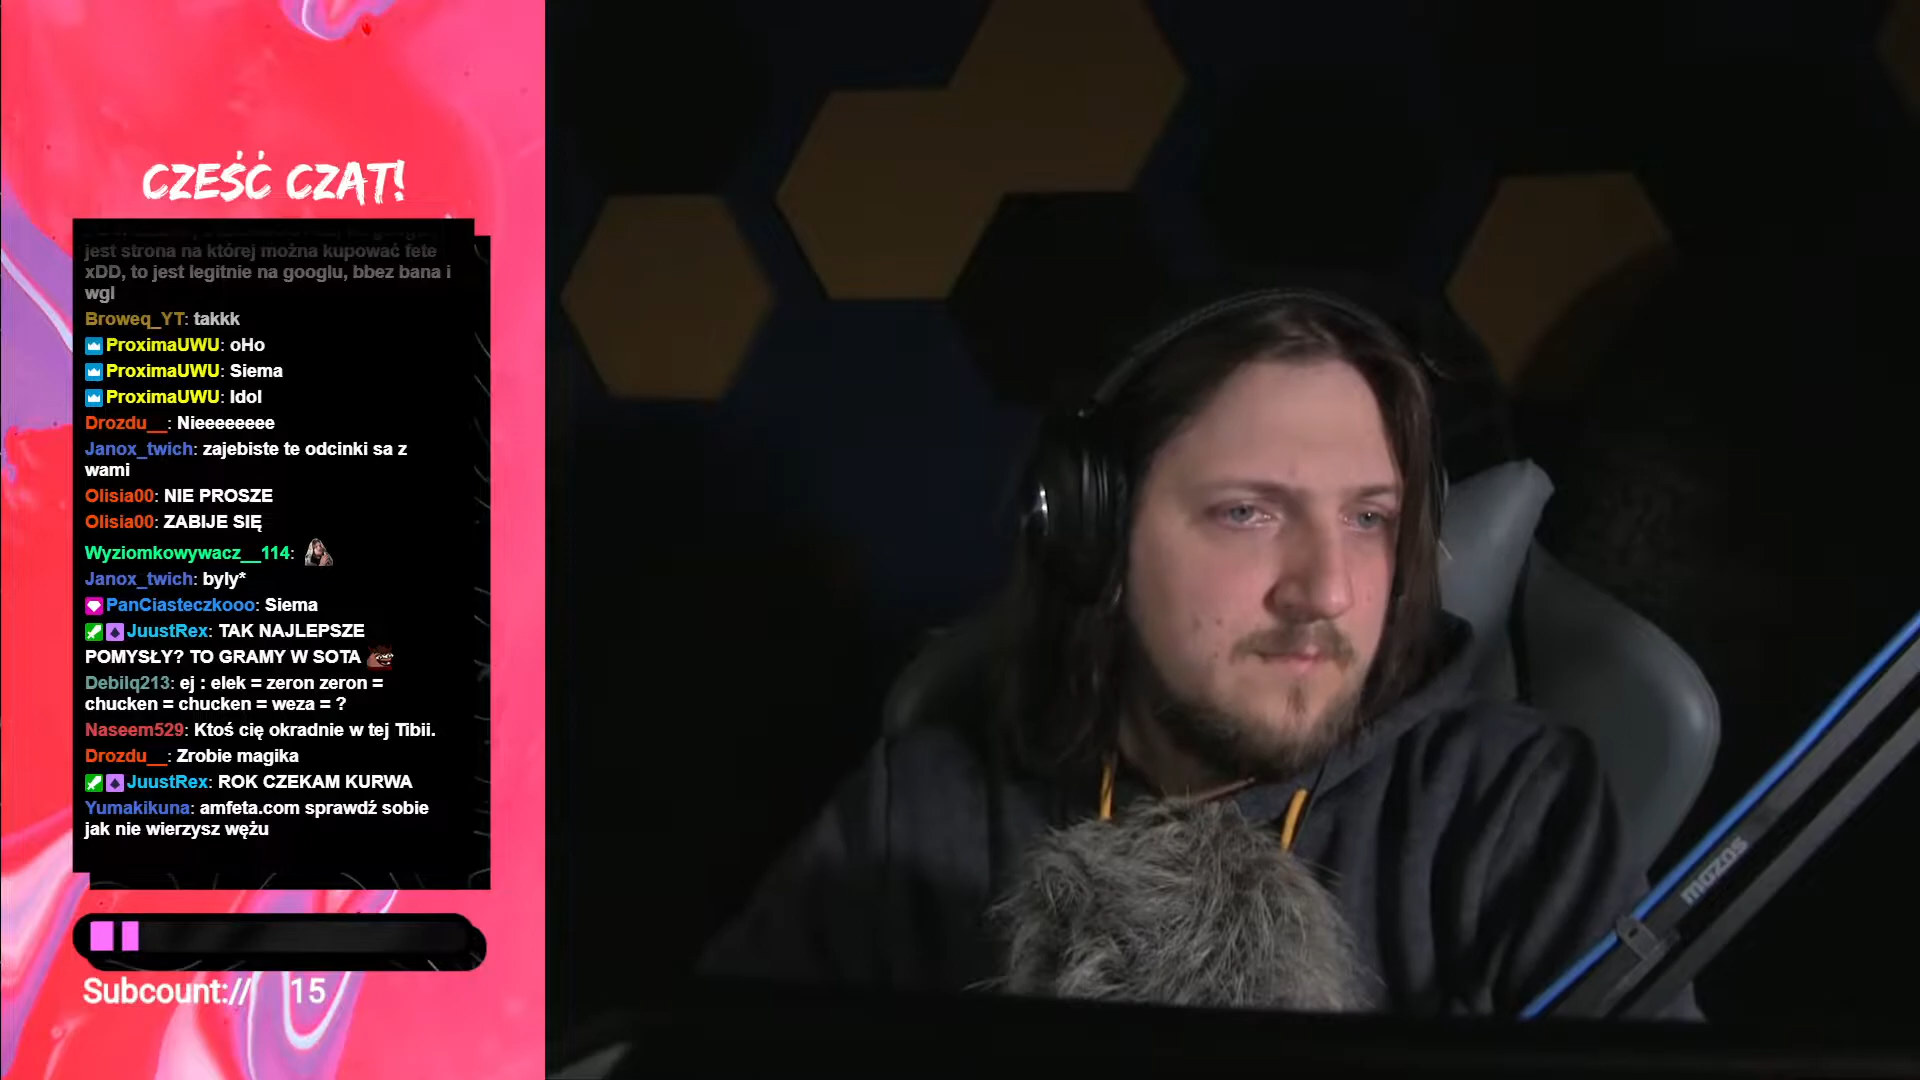 CZEŚĆ CZAT!
jest strona na której można kupować fete
xDD, to jest legitnie na googlu, bbez bana i
wgl
Broweq_YT: takkk
ProximaUWU: oHo
ProximaUWU: Siema
ProximaUWU: Idol
Drozdu__: Nieeeeeeee
Janox_twich: zajebiste te odcinki sa z
wami
Olisia00: NIE PROSZE
Olisia00: ZABIJE SIĘ
Wyziomkowywacz__114:
Janox_twich: byly*
PanCiasteczkooo: Siema
JuustRex: TAK NAJLEPSZE
POMYSŁY? TO GRAMY W SOTA
Debilq213: ej : elek = zeron zeron =
chucken = chucken = weza = ?
Naseem529: Ktoś cię okradnie w tej Tibii.
Drozdu__: Zrobie magika
JuustRex: ROK CZEKAM KURWA
Yumakikuna: amfeta.com sprawdź sobie
jak nie wierzysz wężu
Subcount:// 15
mozos